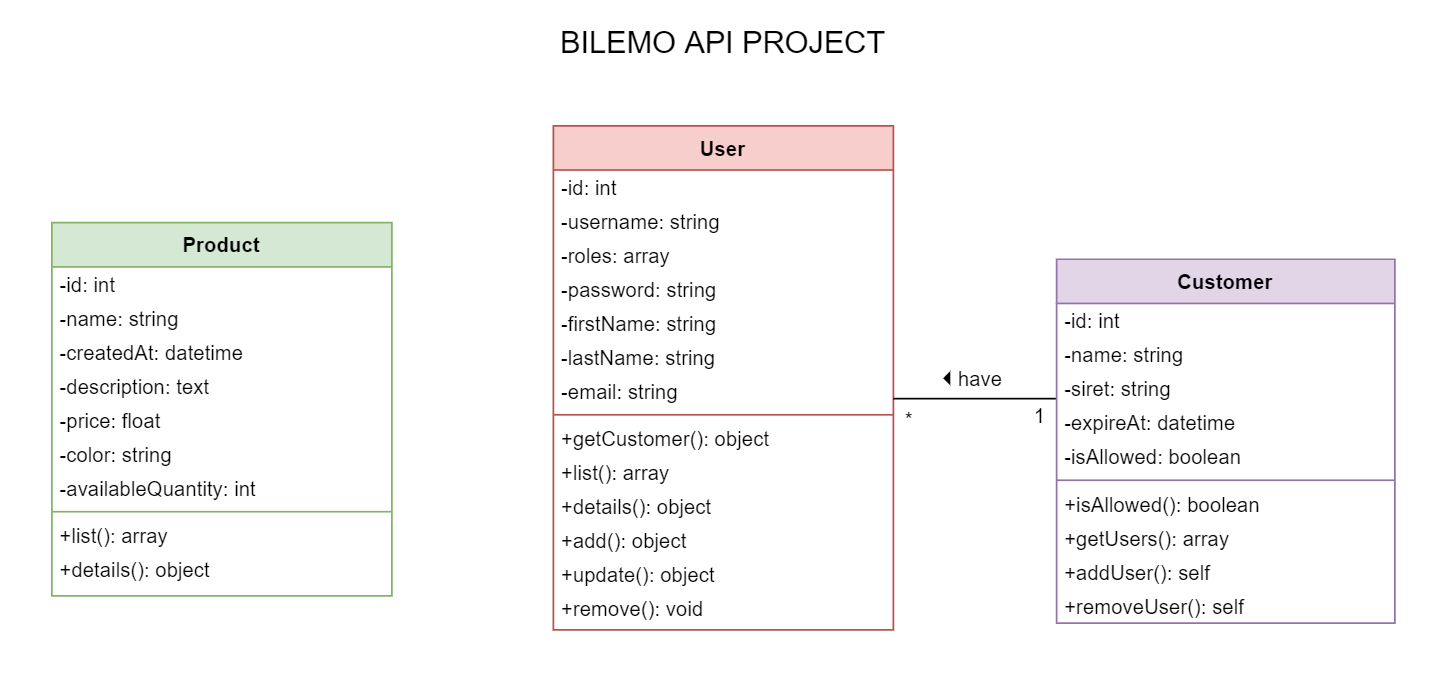 BILEMO API PROJECT
Product
-id: int
-name: string
-createdAt: datetime
-description: text
-price: float
-color: string
-availableQuantity: int
+list(): array
+details(): object
User
-id: int
-username: string
-roles: array
-password: string
-firstName: string
-lastName: string
-email: string
+getCustomer(): object
+list(): array
+details(): object
+add(): object
+update(): object
+remove(): void
have
*
1
Customer
-id: int
-name: string
-siret: string
-expireAt: datetime
-isAllowed: boolean
+isAllowed(): boolean
+getUsers(): array
+addUser(): self
+removeUser(): self